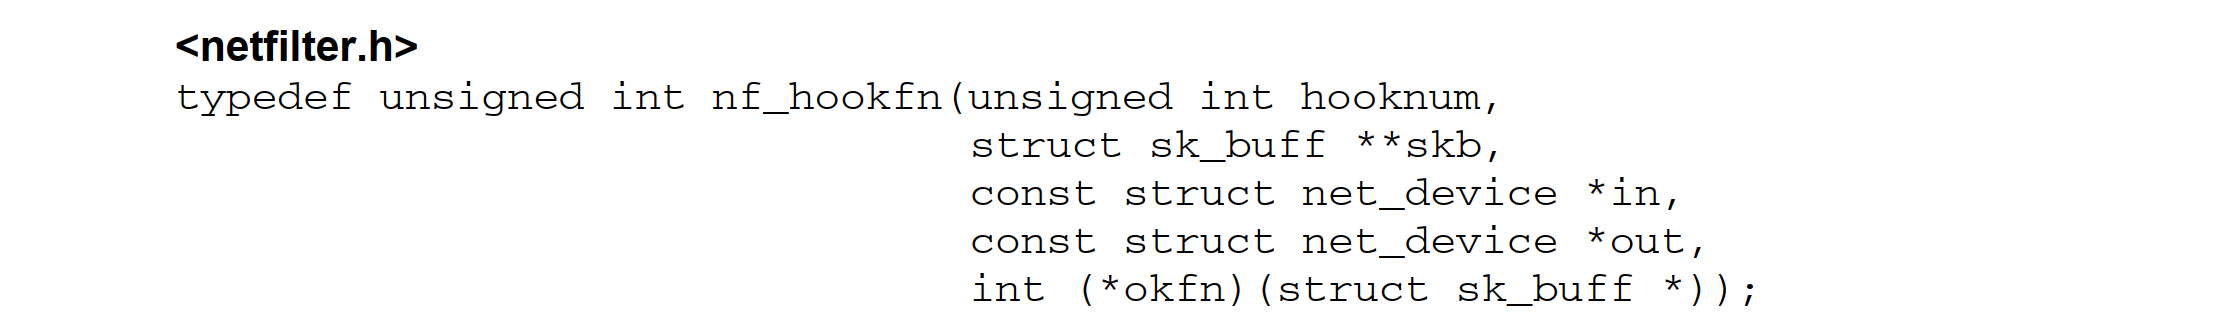 <netfilter.h>
typedef unsigned int nf_hookfn(unsigned int hooknum,
struct sk_buff **skb,
const struct net_device *in,
const struct net_device *out,
int (*okfn)(struct sk_buff *));